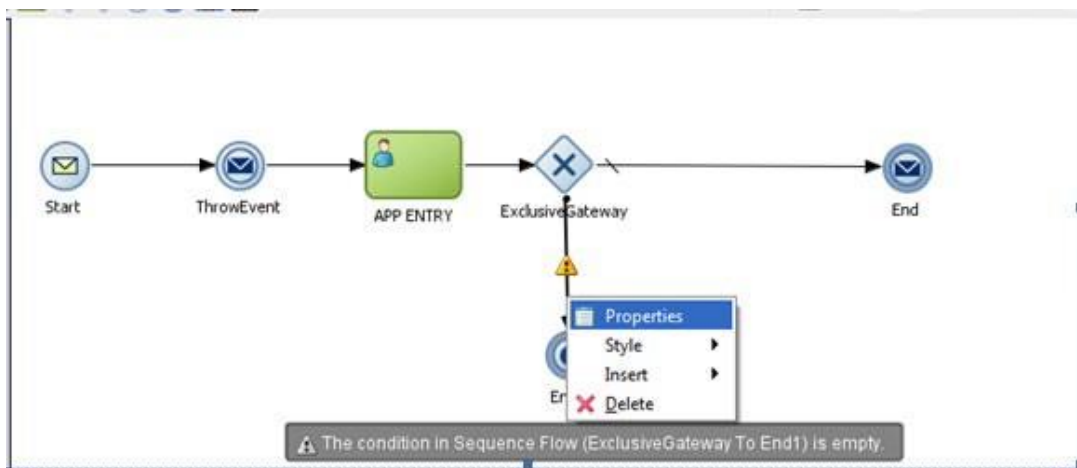 Start
ThrowEvent
APP ENTRY
ExclusiveGateway
End
Properties
Style
Insert
Delete
The condition in Sequence Flow (ExclusiveGateway To End1) is empty.